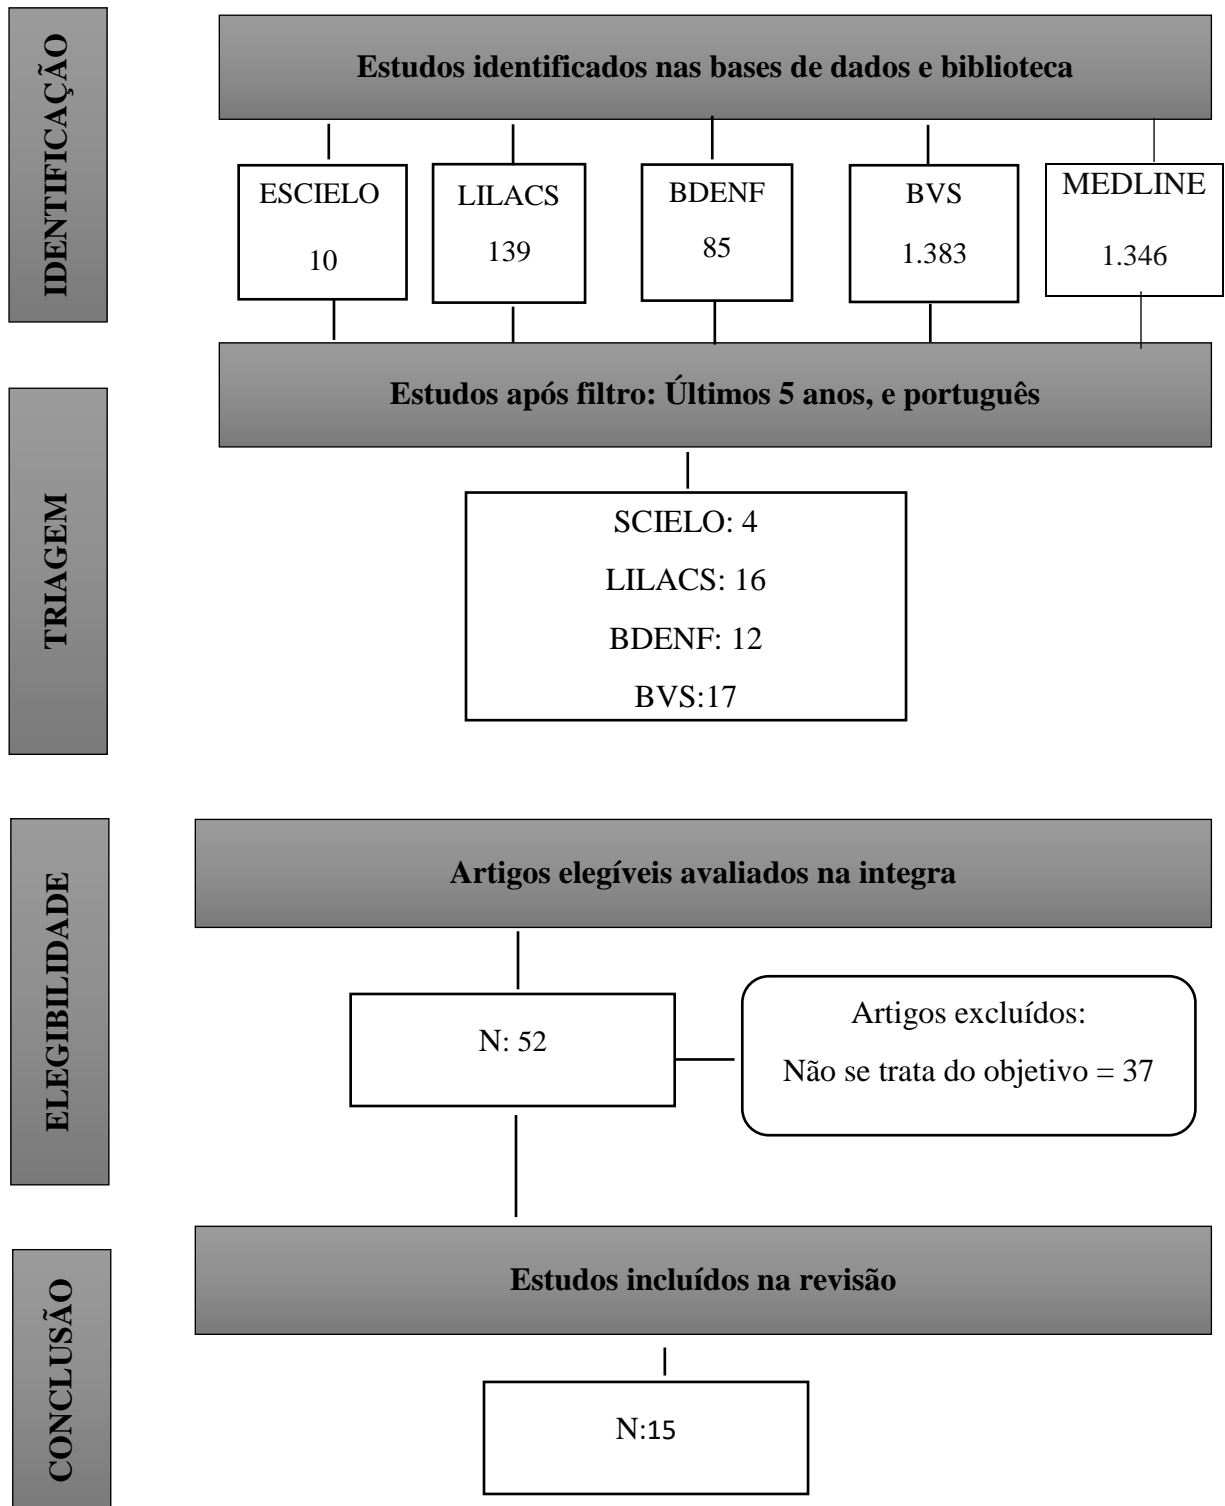 IDENTIFICAÇÃO
Estudos identificados nas bases de dados e biblioteca
ESCIELO
10
LILACS
139
BDENF
85
BVS
1.383
MEDLINE
1.346
TRIAGEM
Estudos após filtro: Últimos 5 anos, e português
SCIELO: 4
LILACS: 16
BDENF: 12
BVS:17
ELEGIBILIDADE
Artigos elegíveis avaliados na integra
N: 52
Artigos excluídos:
Não se trata do objetivo = 37
CONCLUSÃO
Estudos incluídos na revisão
N:15